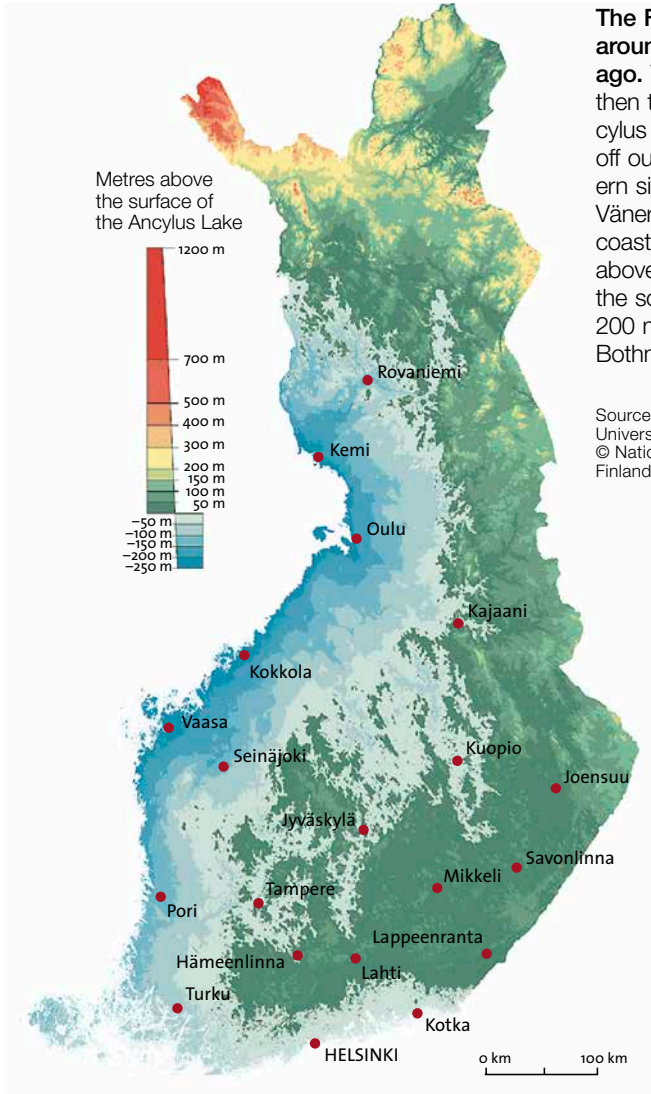 The F
aroun
ago.
then t
cylus
off ou
ern si
Väner
coast
above
the so
200
Both
Source
Univers
© Natio
Finland
Metres above
the surface of
the Ancylus Lake
1200 m
700 m
500 m
400 m
300 m
200 m
150 m
100 m
50 m
–50 m
–100 m
–150 m
–200 m
–250 m
Rovaniemi
Kemi
Oulu
Kajaani
Kokkola
Vaasa
Seinäjoki
Kuopio
Joensuu
Jyväskylä
Savonlinna
Mikkeli
Tampere
Pori
Lappeenranta
Hämeenlinna
Lahti
Turku
Kotka
HELSINKI
0 km 100 km